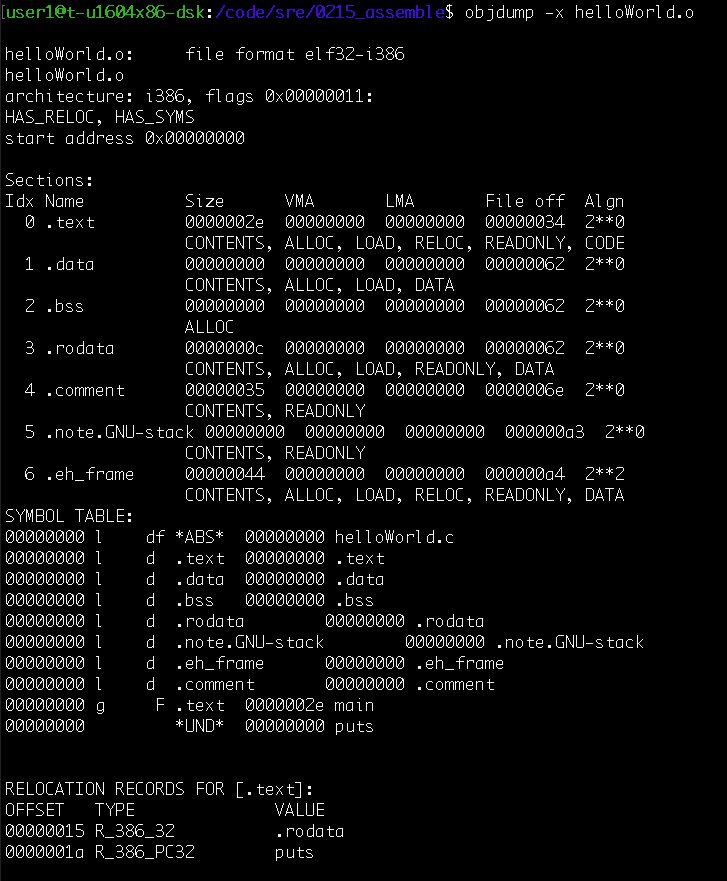 [user1@t-u1604x86-dsk:/code/sre/0215_assemble$ objdump -x helloWorld.o
helloWorld.o:     file format elf32-i386
helloWorld.o
architecture: i386, flags 0x00000011:
HAS_RELOC, HAS_SYMS
start address 0x00000000
Sections:
Idx Name          Size      VMA       LMA       File off  Algn
  0 .text         0000002e  00000000  00000000  00000034  2**0
                  CONTENTS, ALLOC, LOAD, RELOC, READONLY, CODE
  1 .data         00000000  00000000  00000000  00000062  2**0
                  CONTENTS, ALLOC, LOAD, DATA
  2 .bss          00000000  00000000  00000000  00000062  2**0
                  ALLOC
  3 .rodata       0000000c  00000000  00000000  00000062  2**0
                  CONTENTS, ALLOC, LOAD, READONLY, DATA
  4 .comment      00000035  00000000  00000000  0000006e  2**0
                  CONTENTS, READONLY
  5 .note.GNU-stack 00000000  00000000  00000000  000000a3  2**0
                  CONTENTS, READONLY
  6 .eh_frame     00000044  00000000  00000000  000000a4  2**2
                  CONTENTS, ALLOC, LOAD, RELOC, READONLY, DATA
SYMBOL TABLE:
00000000 l    df *ABS*  00000000 helloWorld.c
00000000 l    d  .text  00000000 .text
00000000 l    d  .data  00000000 .data
00000000 l    d  .bss   00000000 .bss
00000000 l    d  .rodata        00000000 .rodata
00000000 l    d  .note.GNU-stack        00000000 .note.GNU-stack
00000000 l    d  .eh_frame      00000000 .eh_frame
00000000 l    d  .comment       00000000 .comment
00000000 g     F .text  0000002e main
00000000         *UND*  00000000 puts
RELOCATION RECORDS FOR [.text]:
OFFSET   TYPE              VALUE
00000015 R_386_32          .rodata
0000001a R_386_PC32        puts